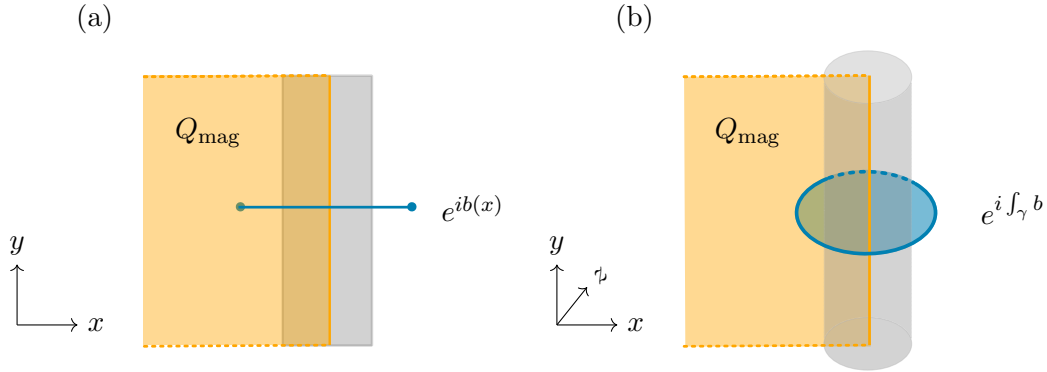 (a)
Q_mag
e^{ib(x)}
y
x
(b)
Q_mag
e^{i∫_γ b}
y
z
x